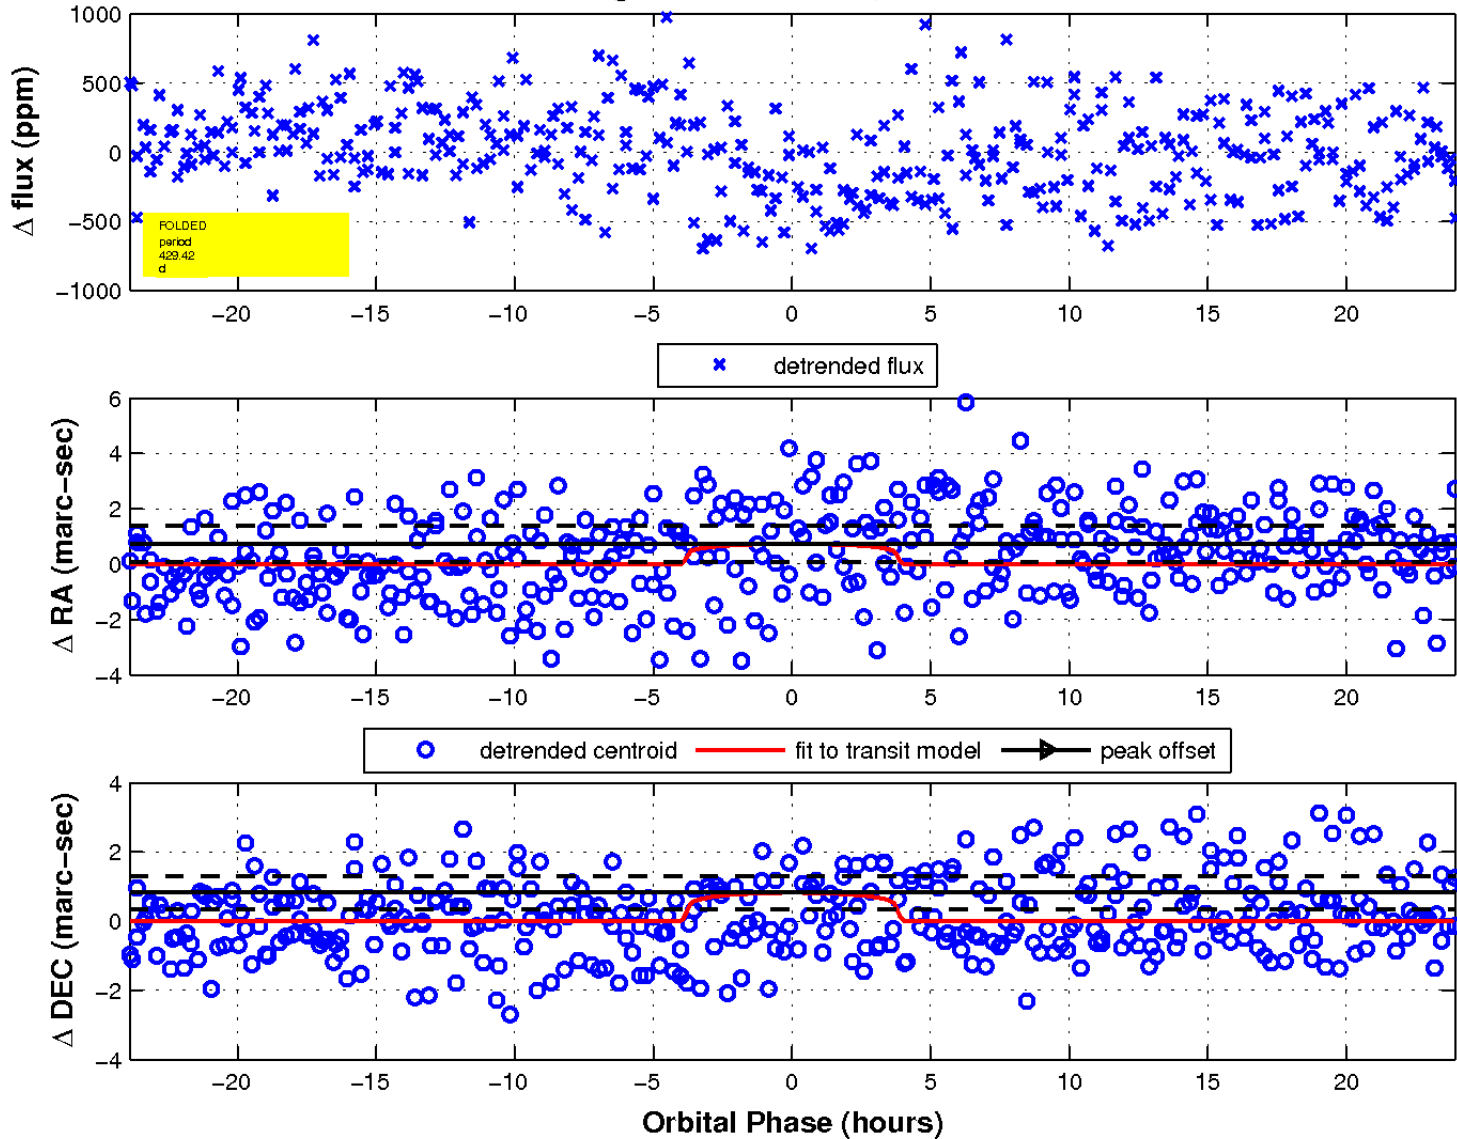 1000
500
0
−500
−1000
Δ flux (ppm)
FOLDED
period
429.42
d
−20 −15 −10 −5 0 5 10 15 20
detrended flux
6
4
2
0
−2
−4
Δ RA (marc−sec)
−20 −15 −10 −5 0 5 10 15 20
detrended centroid fit to transit model peak offset
4
2
0
−2
−4
Δ DEC (marc−sec)
−20 −15 −10 −5 0 5 10 15 20
Orbital Phase (hours)